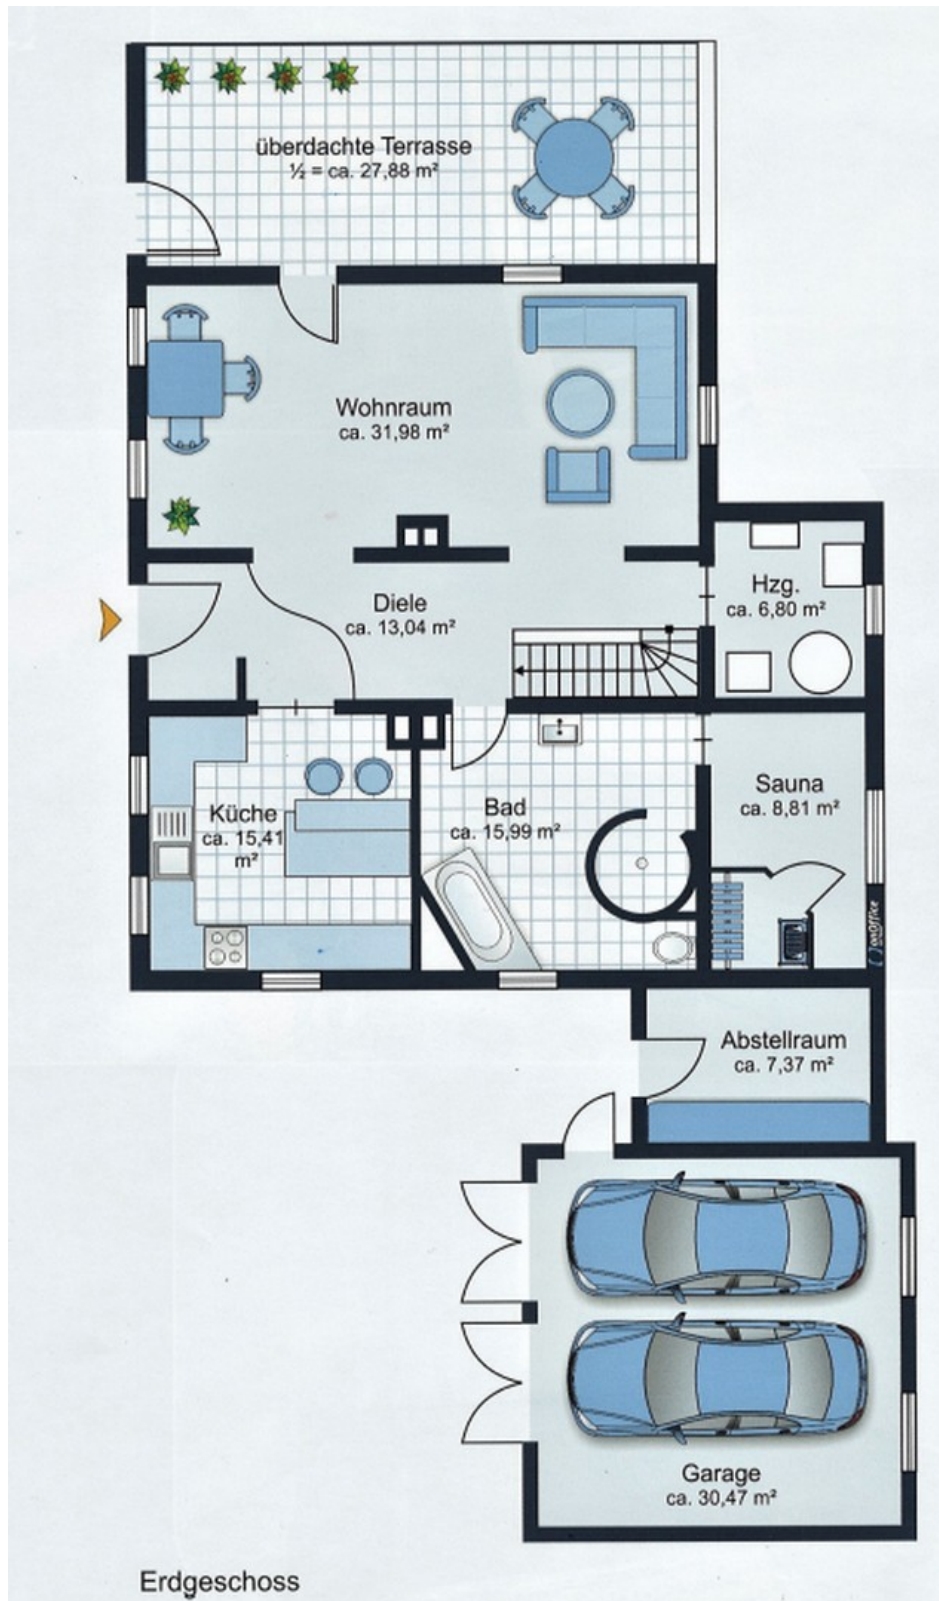 überdachte Terrasse
½ = ca. 27,88 m²
Wohnraum
ca. 31,98 m²
Diele
ca. 13,04 m²
Hzg.
ca. 6,80 m²
Küche
ca. 15,41
m²
Bad
ca. 15,99 m²
Sauna
ca. 8,81 m²
onOffice
Abstellraum
ca. 7,37 m²
Garage
ca. 30,47 m²
Erdgeschoss